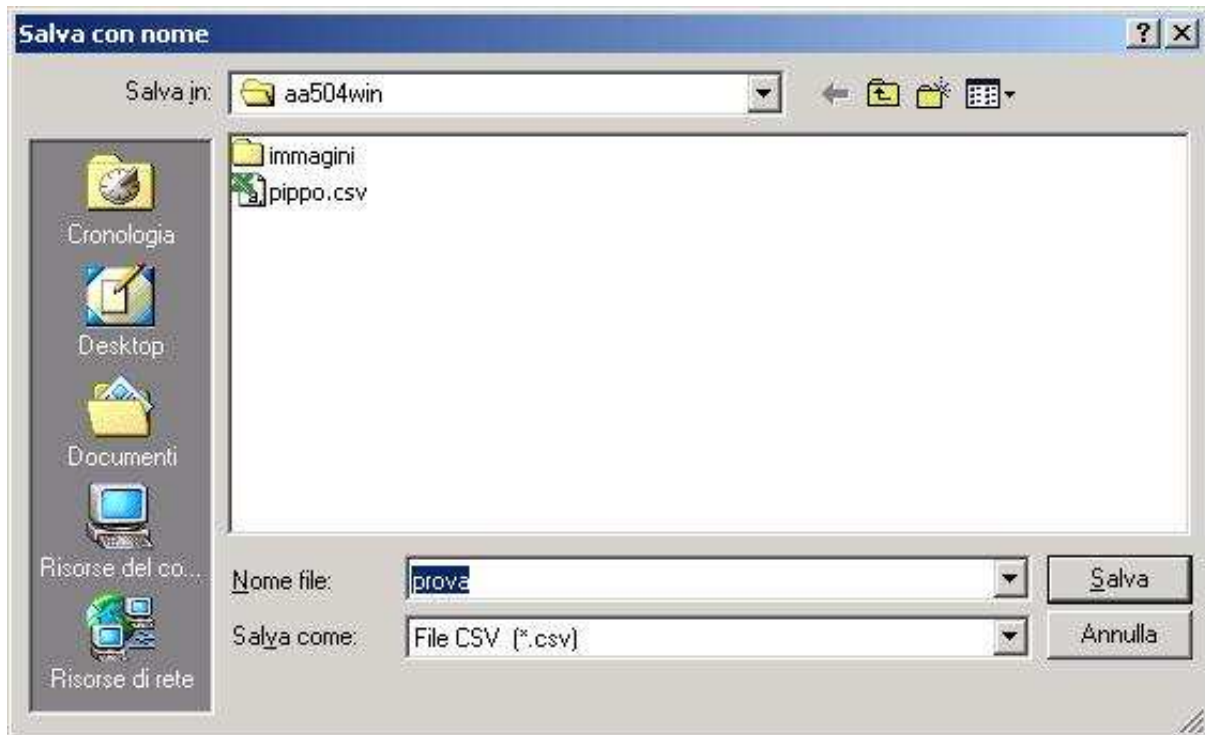 Salva con nome
Salva in:
aa504win
immagini
pippo.csv
Cronologia
Desktop
Documenti
Risorse del co...
Risorse di rete
Nome file:
prova
Salva
Salva come:
File CSV (*.csv)
Annulla